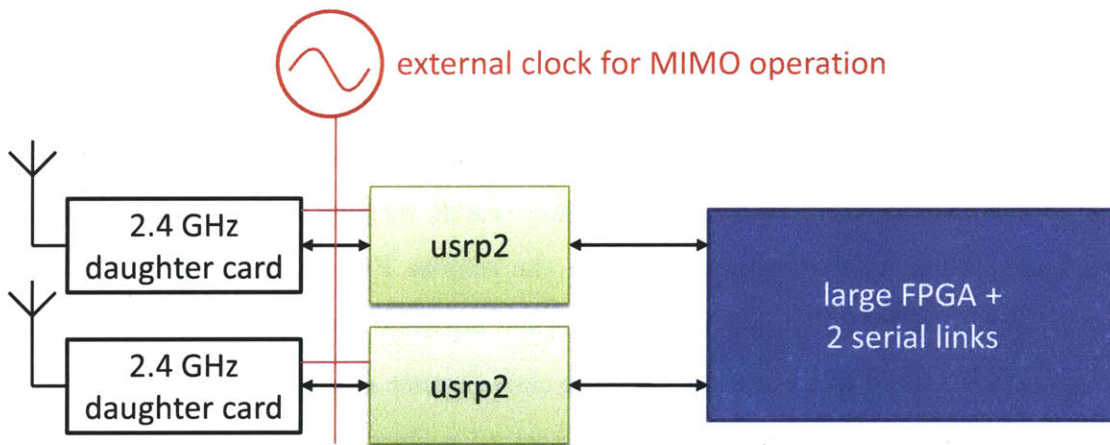 external clock for MIMO operation
2.4 GHz
daughter card
usrp2
large FPGA +
2 serial links
2.4 GHz
daughter card
usrp2